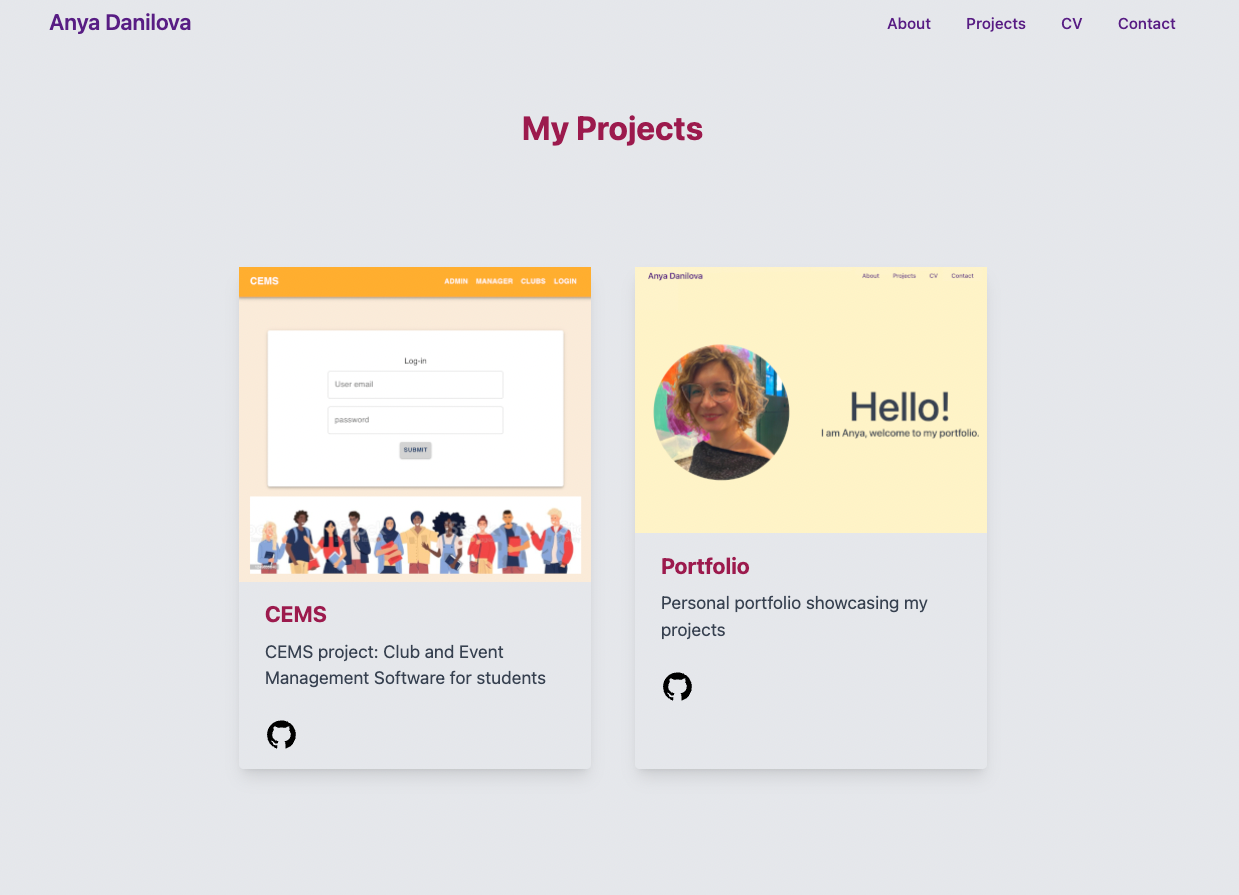 Anya Danilova
About Projects CV Contact
My Projects
CEMS
ADMIN MANAGER CLUBS LOGIN
Log-in
User email
password
SUBMIT
CEMS
CEMS project: Club and Event
Management Software for students
Anya Danilova
About Projects CV Contact
Hello!
I am Anya, welcome to my portfolio.
Portfolio
Personal portfolio showcasing my
projects